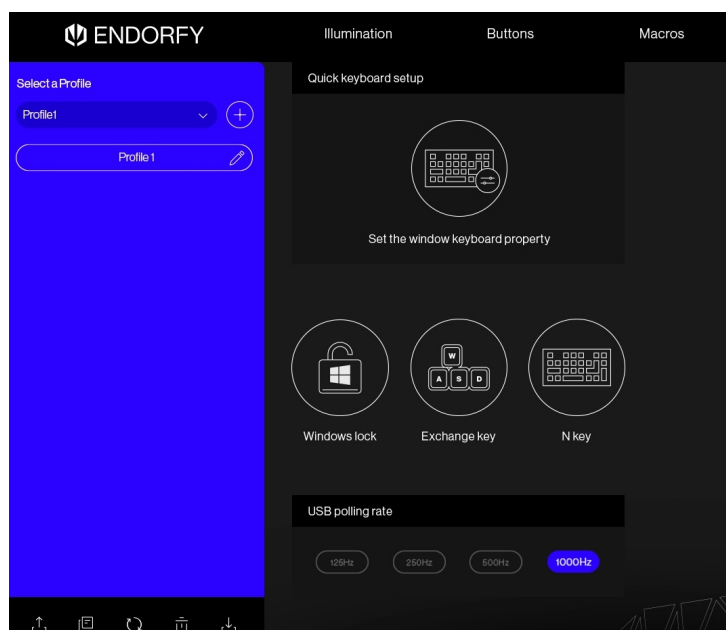 ENDORFY
Illumination
Buttons
Macros
Select a Profile
Profile1
Profile 1
Quick keyboard setup
Set the window keyboard property
W
A S D
Windows lock
Exchange key
N key
USB polling rate
125Hz
250Hz
500Hz
1000Hz